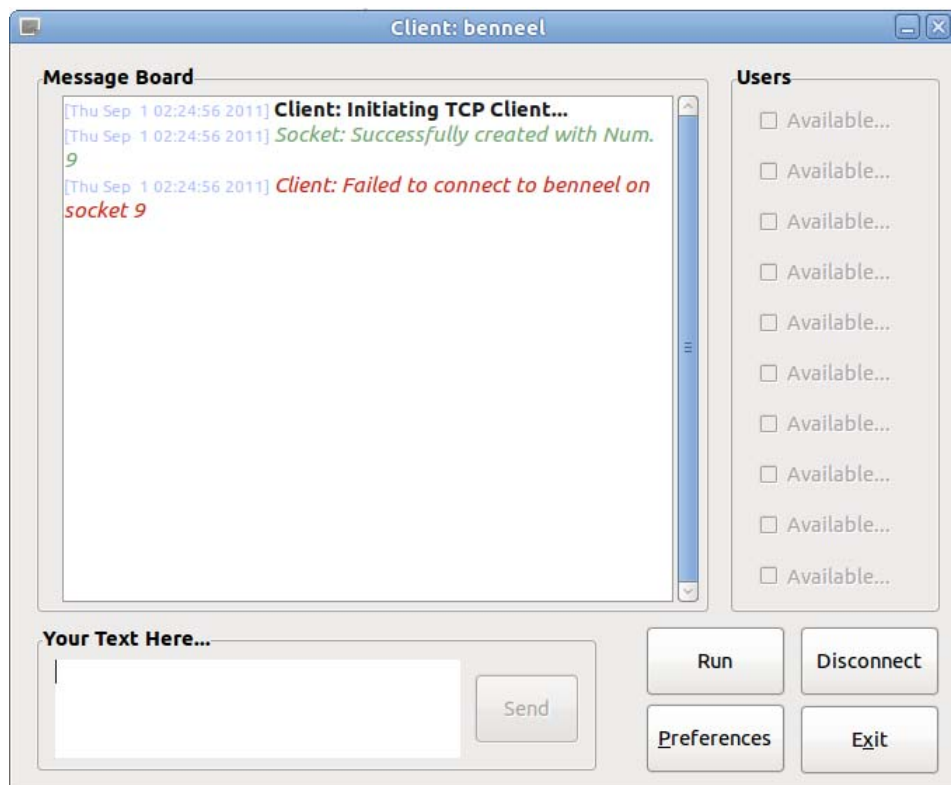 Client: benneel
Message Board
[Thu Sep  1 02:24:56 2011] Client: Initiating TCP Client...
[Thu Sep  1 02:24:56 2011] Socket: Successfully created with Num.
9
[Thu Sep  1 02:24:56 2011] Client: Failed to connect to benneel on
socket 9
Users
Available...
Available...
Available...
Available...
Available...
Available...
Available...
Available...
Available...
Available...
Your Text Here...
Send
Run
Disconnect
Preferences
Exit